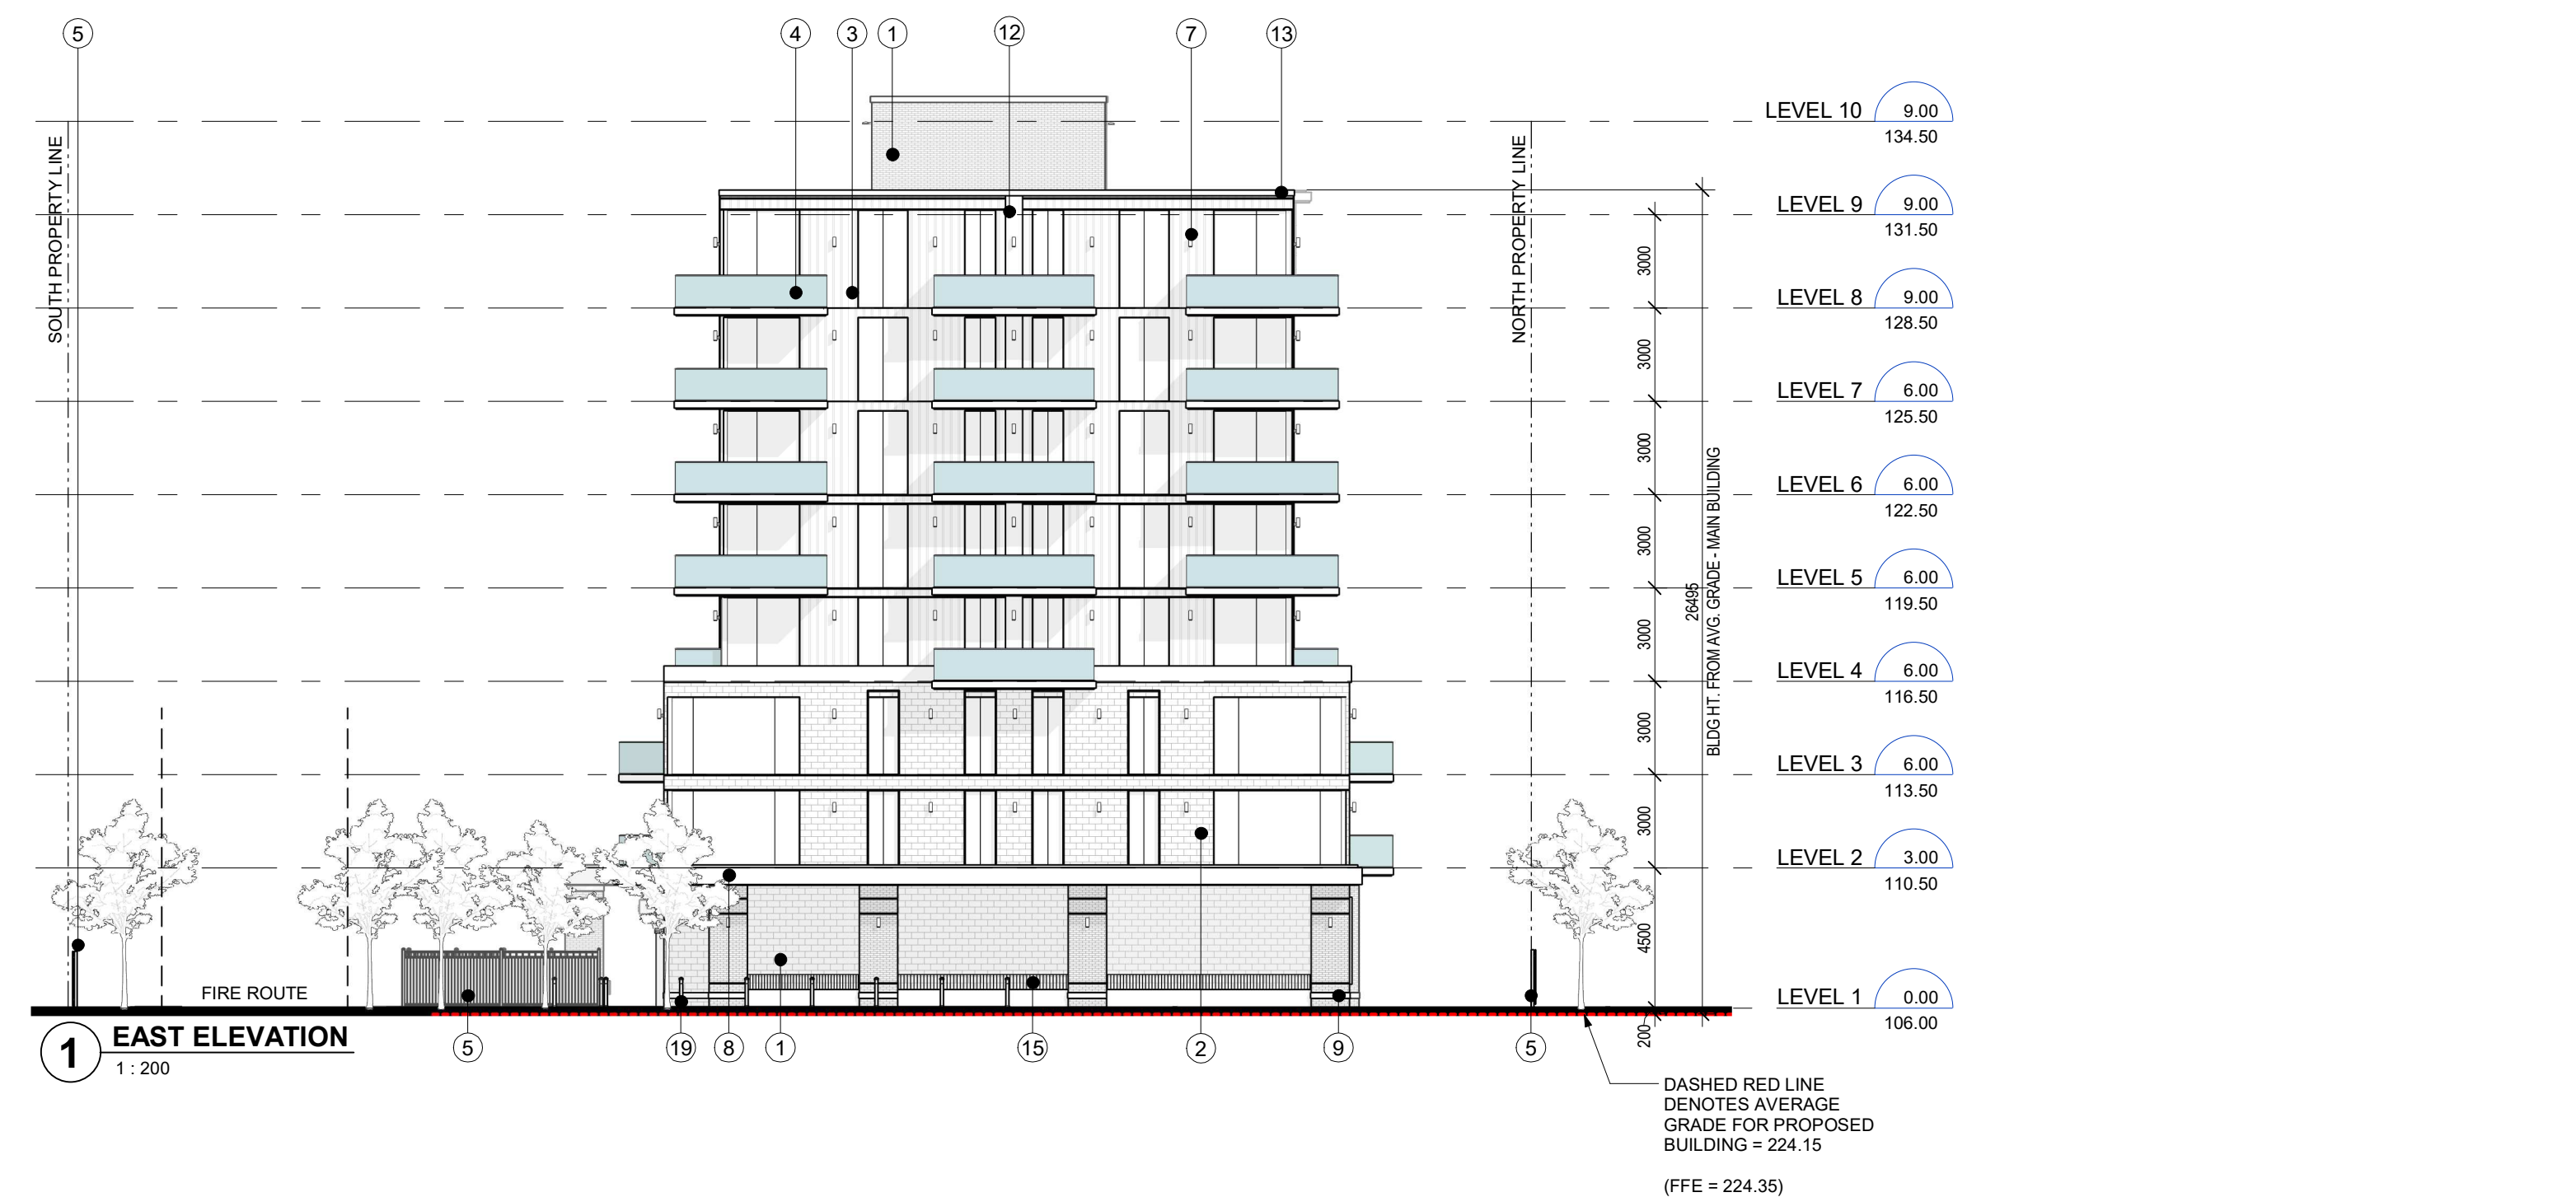 5
4
3
1
12
7
13
SOUTH PROPERTY LINE
NORTH PROPERTY LINE
LEVEL 10 9.00
134.50
LEVEL 9 9.00
131.50
LEVEL 8 9.00
128.50
LEVEL 7 6.00
125.50
LEVEL 6 6.00
122.50
LEVEL 5 6.00
119.50
LEVEL 4 6.00
116.50
LEVEL 3 6.00
113.50
LEVEL 2 3.00
110.50
LEVEL 1 0.00
106.00
3000
3000
3000
3000
3000
3000
3000
4500
200
26495
BLDG HT. FROM AVG. GRADE - MAIN BUILDING
FIRE ROUTE
1 EAST ELEVATION
1 : 200
5
19
8
1
15
2
9
5
DASHED RED LINE
DENOTES AVERAGE
GRADE FOR PROPOSED
BUILDING = 224.15
(FFE = 224.35)